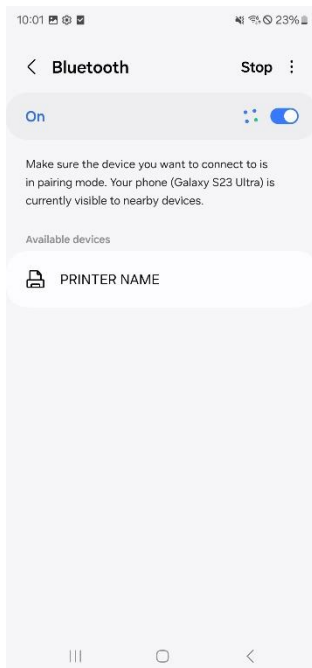 10:01 23%
Bluetooth Stop
On
Make sure the device you want to connect to is
in pairing mode. Your phone (Galaxy S23 Ultra) is
currently visible to nearby devices.
Available devices
PRINTER NAME